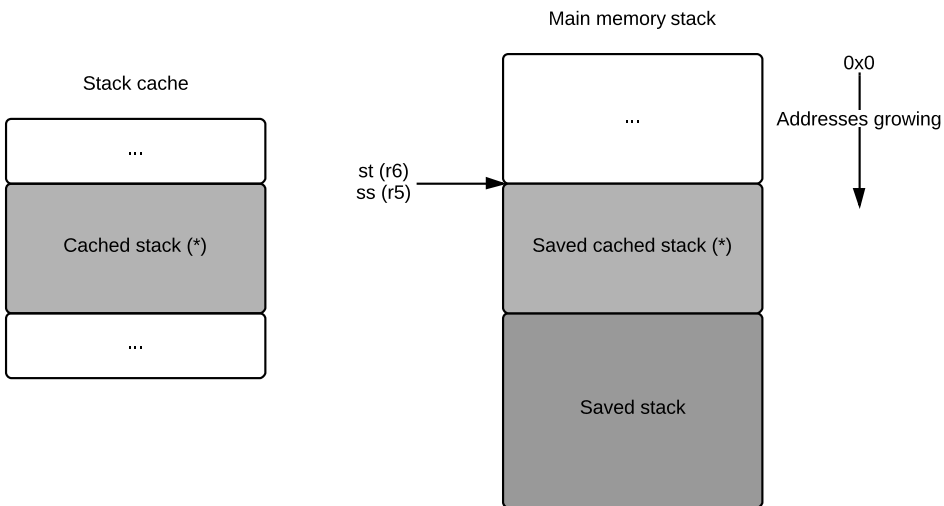 Main memory stack
Stack cache
0x0
Addresses growing
...
...
st (r6)
ss (r5)
Cached stack (*)
Saved cached stack (*)
...
Saved stack